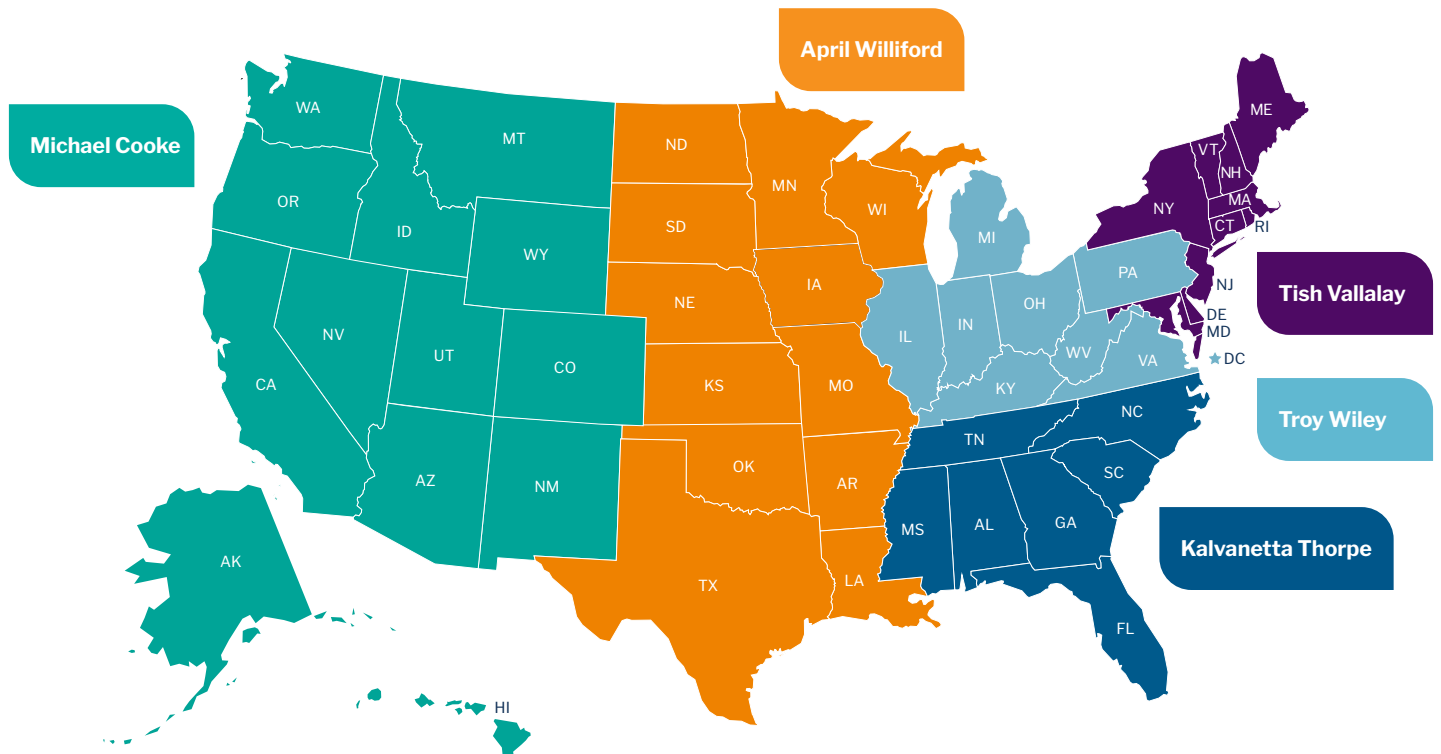 April Williford
Michael Cooke
WA
MT
ND
MN
ME
VT
NH
OR
ID
SD
WI
NY
MA
CT
RI
WY
MI
NE
IA
PA
NJ
Tish Vallalay
NV
UT
CO
IL
IN
OH
DE
MD
WV
VA
DC
CA
KS
MO
KY
Troy Wiley
NC
TN
AZ
NM
OK
AR
SC
MS
AL
GA
Kalvanetta Thorpe
AK
TX
LA
FL
HI